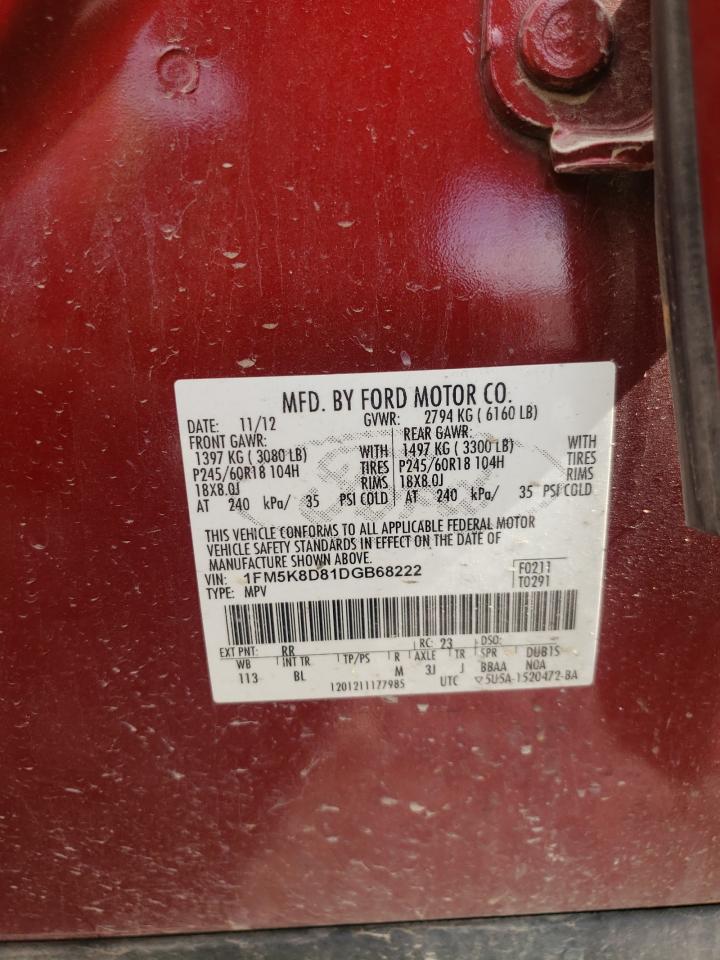 MFD. BY FORD MOTOR CO.
DATE: 11/12 GVWR: 2794 KG ( 6160 LB)
FRONT GAWR: REAR GAWR:
1397 KG ( 3080 LB) WITH 1497 KG ( 3300 LB) WITH
P245/60R18 104H TIRES P245/60R18 104H TIRES
18X8.0J RIMS 18X8.0J RIMS
AT 240 kPa/ 35 PSI COLD AT 240 kPa/ 35 PSI COLD
THIS VEHICLE CONFORMS TO ALL APPLICABLE FEDERAL MOTOR
VEHICLE SAFETY STANDARDS IN EFFECT ON THE DATE OF
MANUFACTURE SHOWN ABOVE.
VIN: 1FM5K8D81DGB68222 F0211
TYPE: MPV T0291
EXT PNT: RR RC: 23 DSO:
WB INT TR TP/PS R AXLE TR SPR DUB1S
113 BL M 3J J BBAA NOA
1201211177985 UTC ▽5U5A-1520472-BA
Ford